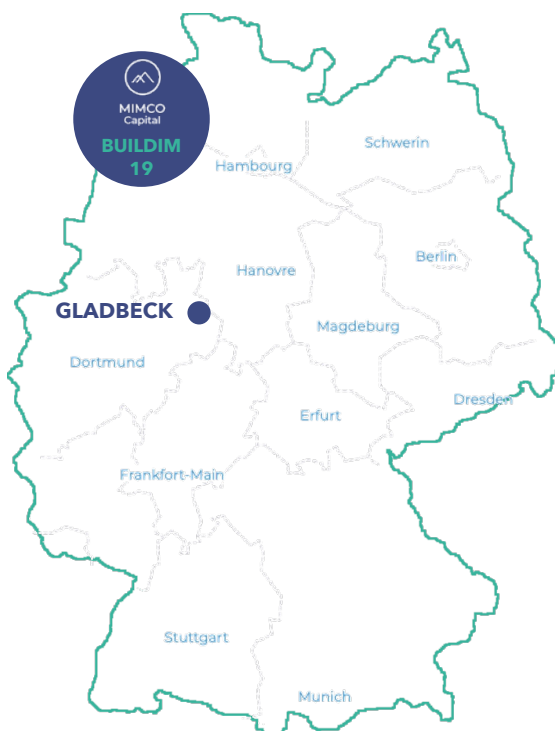 MIMCO
Capital
BUILDIM
19
Schwerin
Hambourg
Berlin
Hanovre
GLADBECK
Magdeburg
Dortmund
Dresden
Erfurt
Frankfort-Main
Stuttgart
Munich